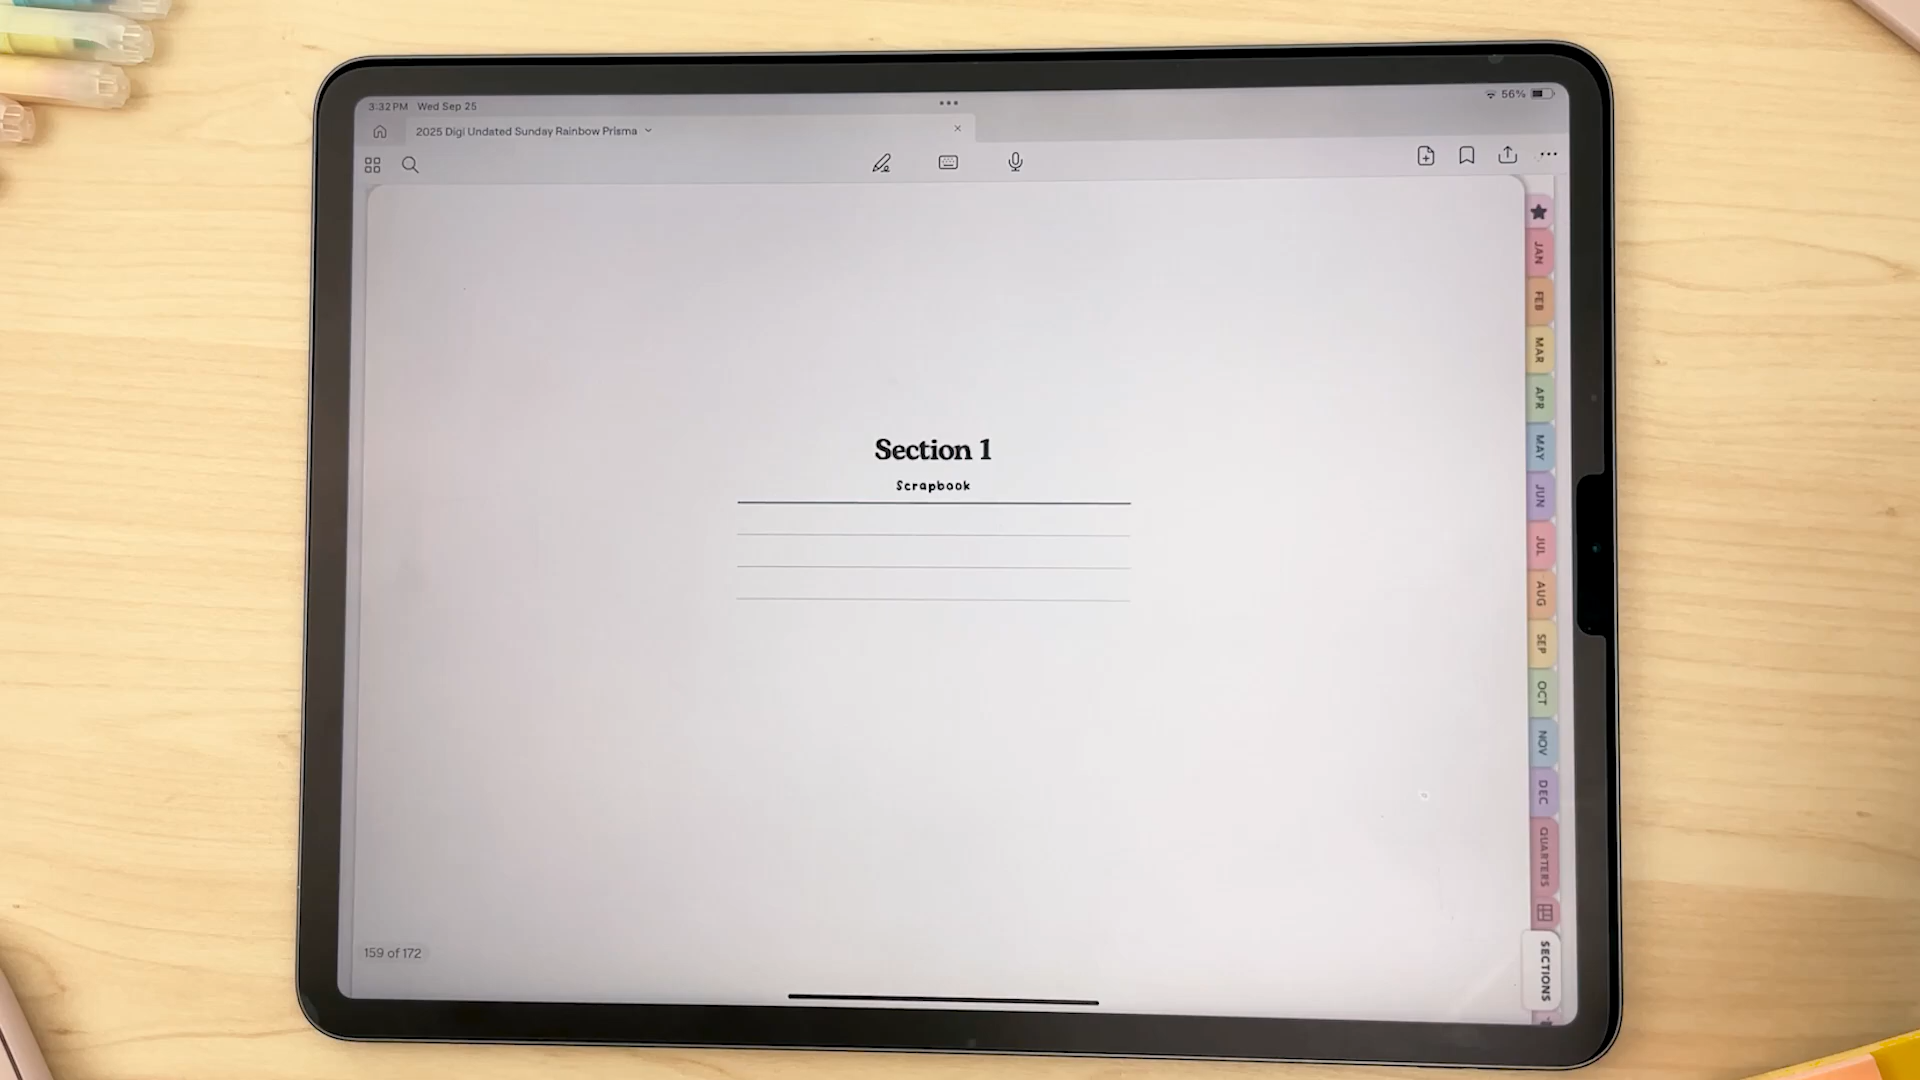 3:32 PM Wed Sep 25
56%
2025 Digi Undated Sunday Rainbow Prisma
Section 1
Scrapbook
159 of 172
JAN
FEB
MAR
APR
MAY
JUN
JUL
AUG
SEP
OCT
NOV
DEC
QUARTERS
SECTIONS